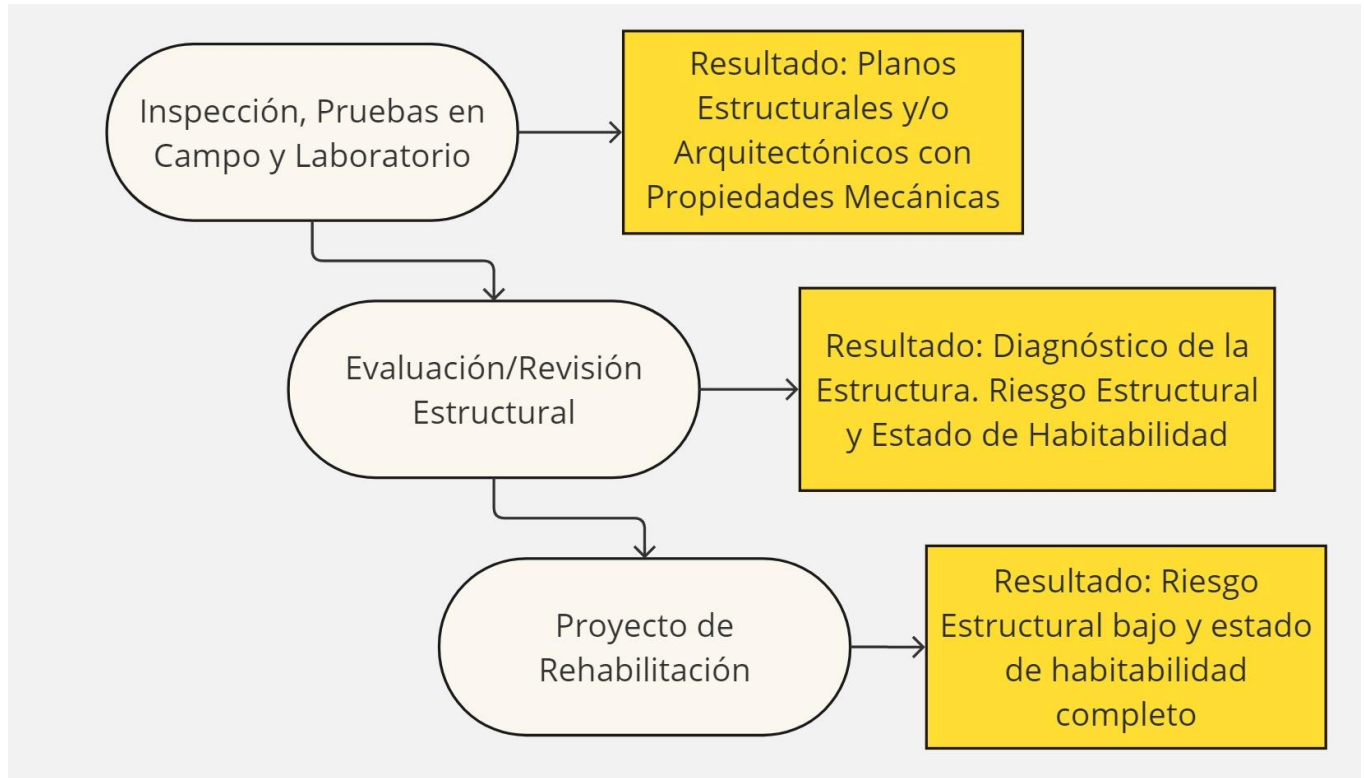 Inspección, Pruebas en
Campo y Laboratorio
Resultado: Planos
Estructurales y/o
Arquitectónicos con
Propiedades Mecánicas
Evaluación/Revisión
Estructural
Resultado: Diagnóstico de la
Estructura. Riesgo Estructural
y Estado de Habitabilidad
Proyecto de
Rehabilitación
Resultado: Riesgo
Estructural bajo y estado
de habitabilidad
completo